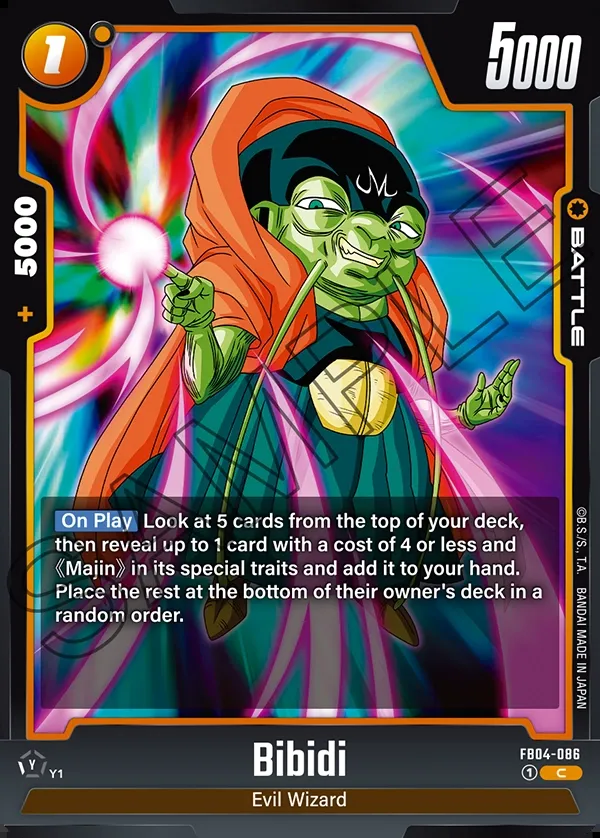 1
5000
+ 5000
BATTLE
M
SAMPLE
On Play Look at 5 cards from the top of your deck,
then reveal up to 1 card with a cost of 4 or less and
《Majin》 in its special traits and add it to your hand.
Place the rest at the bottom of their owner's deck in a
random order.
©B.S./S., T.A. BANDAI MADE IN JAPAN
Y
Y1
Bibidi
FB04-086
① C
Evil Wizard